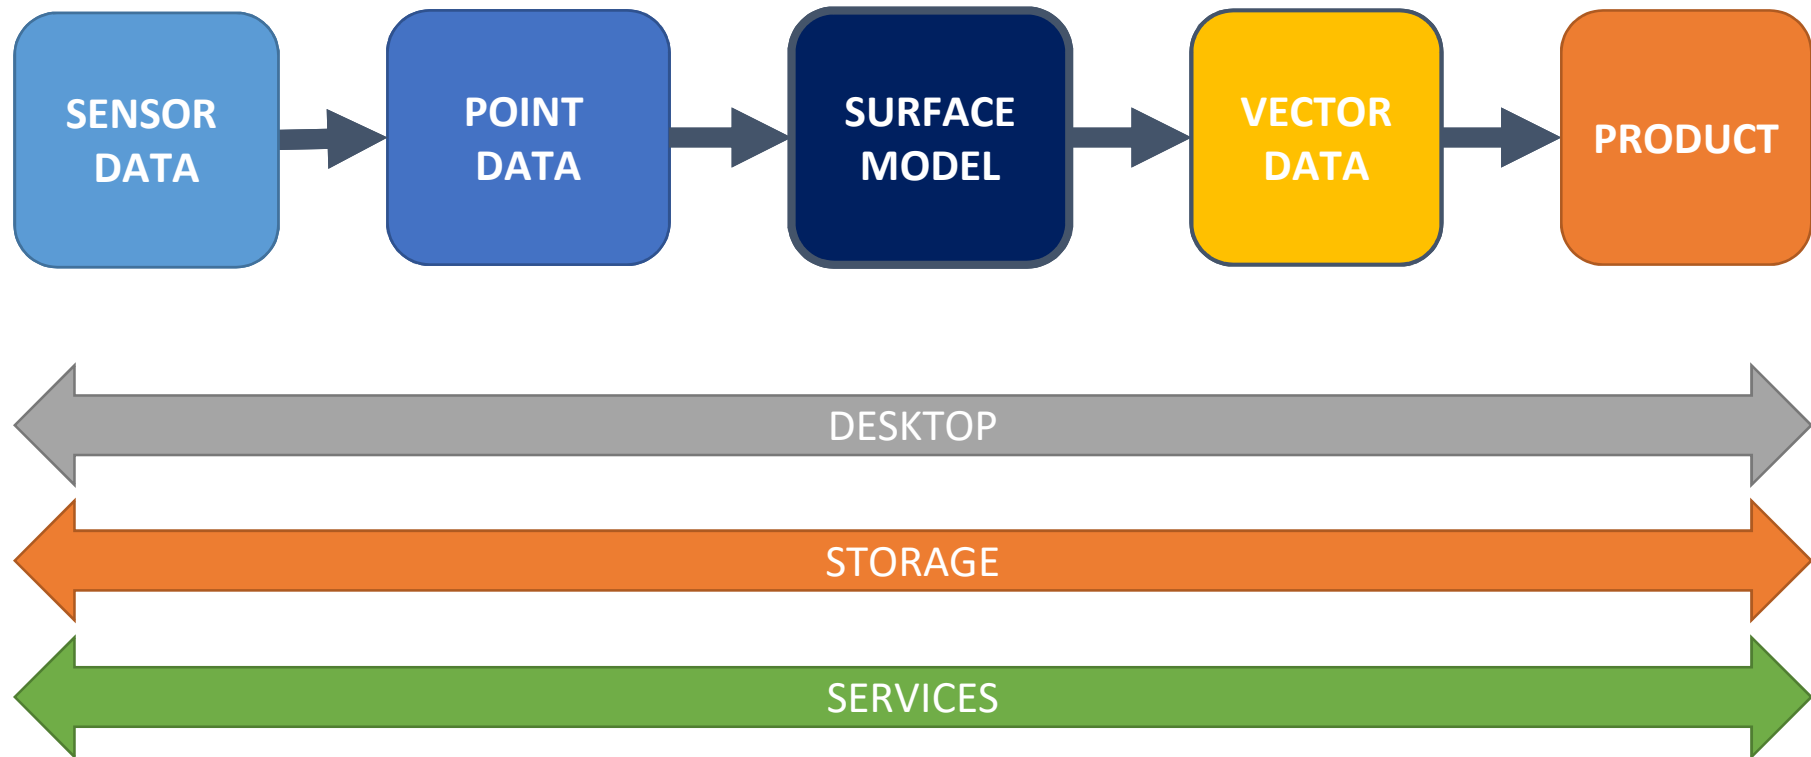 SENSOR
DATA
POINT
DATA
SURFACE
MODEL
VECTOR
DATA
PRODUCT
DESKTOP
STORAGE
SERVICES